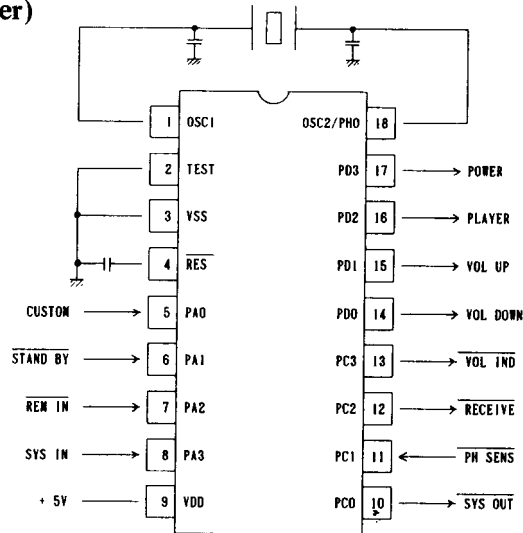 er)
1 OSC1 OSC2/PHO 18
2 TEST PD3 17 POWER
3 VSS PD2 16 PLAYER
4 RES PD1 15 VOL UP
CUSTOM 5 PA0 PD0 14 VOL DOWN
STAND BY 6 PA1 PC3 13 VOL IND
REM IN 7 PA2 PC2 12 RECEIVE
SYS IN 8 PA3 PC1 11 PH SENS
+ 5V 9 VDD PC0 10 SYS OUT